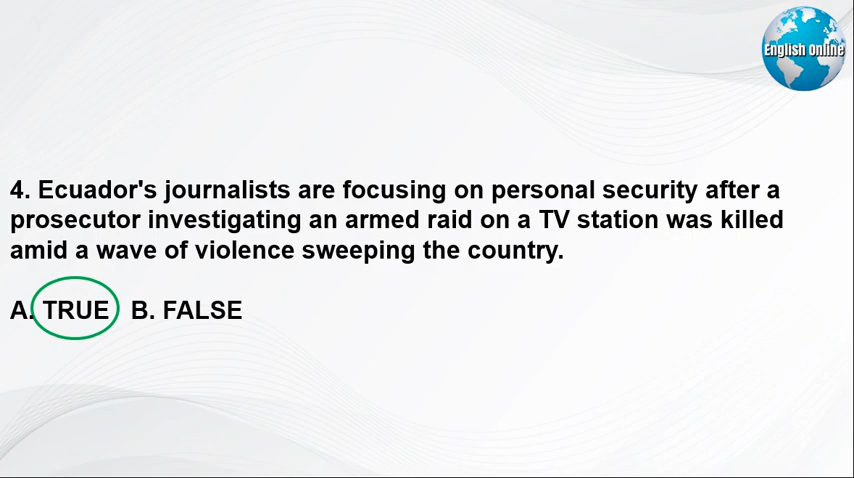 English Online
4. Ecuador's journalists are focusing on personal security after a
prosecutor investigating an armed raid on a TV station was killed
amid a wave of violence sweeping the country.
A. TRUE B. FALSE